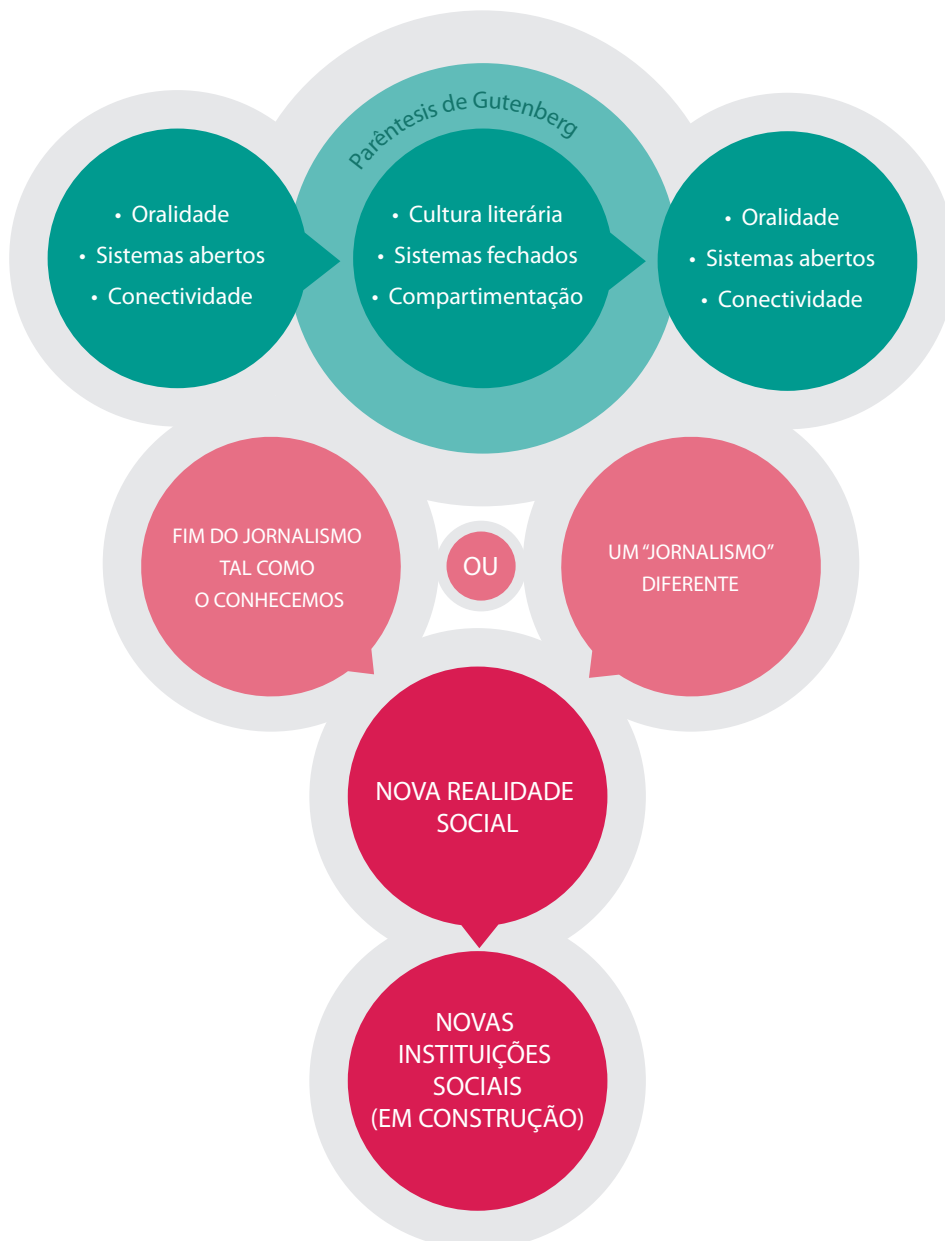 Parêntesis de Gutenberg
• Oralidade
• Sistemas abertos
• Conectividade
• Cultura literária
• Sistemas fechados
• Compartimentação
• Oralidade
• Sistemas abertos
• Conectividade
FIM DO JORNALISMO
TAL COMO
O CONHECEMOS
OU
UM “JORNALISMO”
DIFERENTE
NOVA REALIDADE
SOCIAL
NOVAS
INSTITUIÇÕES
SOCIAIS
(EM CONSTRUÇÃO)